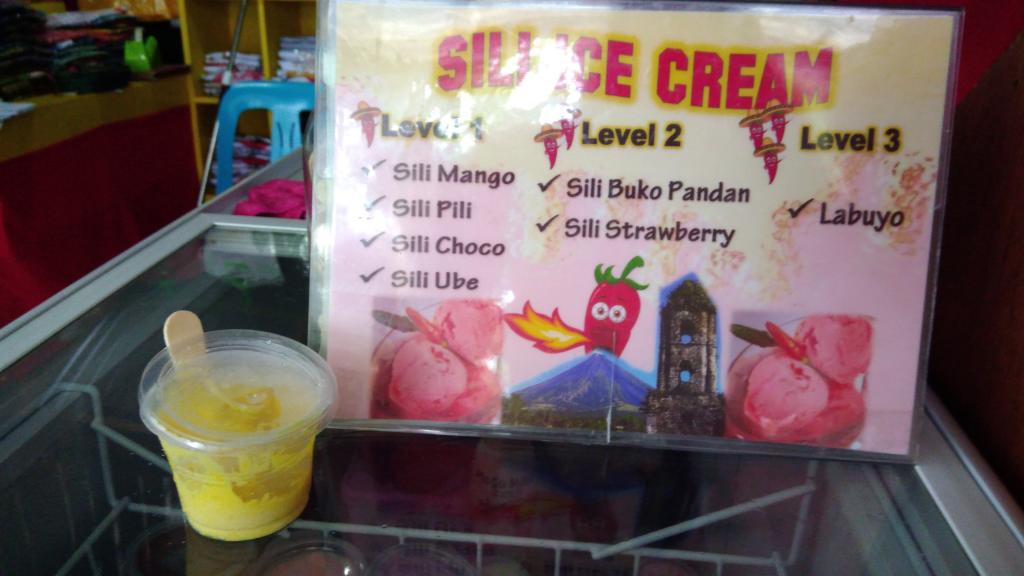 SILI ICE CREAM
Level 1
Sili Mango
Sili Pili
Sili Choco
Sili Ube
Level 2
Sili Buko Pandan
Sili Strawberry
Level 3
Labuyo